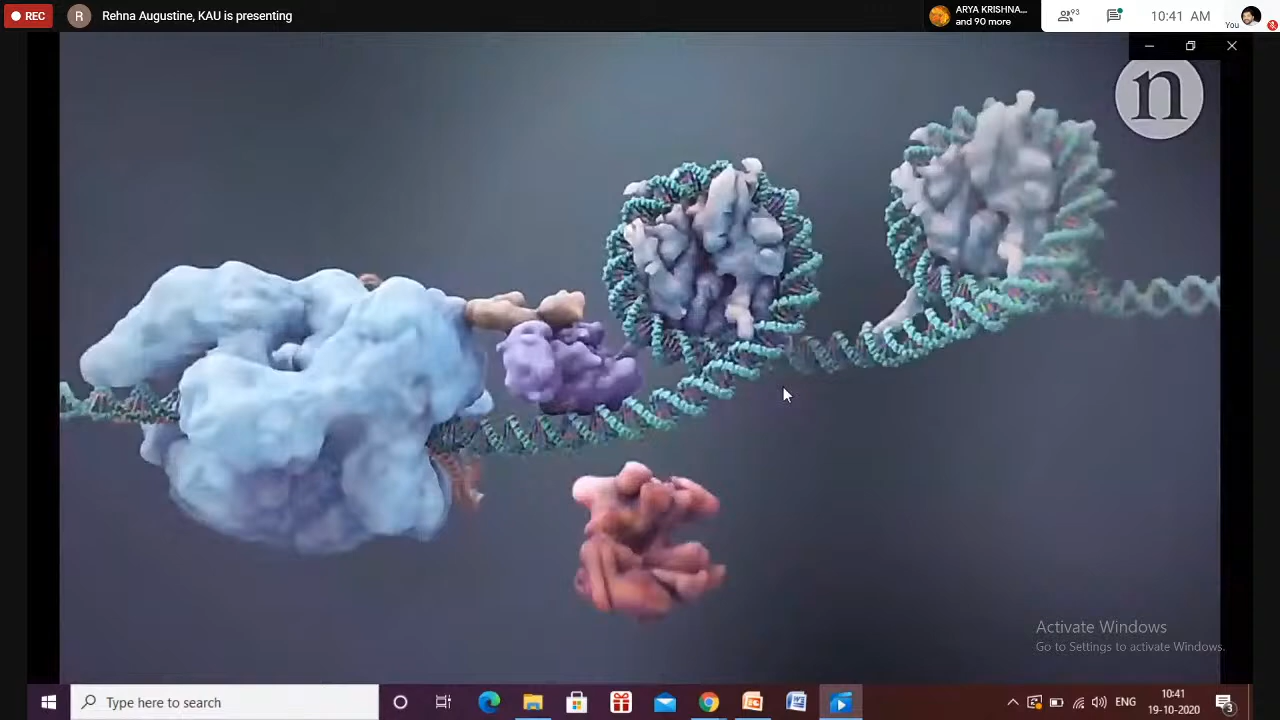 REC
R
Rehna Augustine, KAU is presenting
ARYA KRISHNA...
and 90 more
93
10:41 AM
You
n
Activate Windows
Go to Settings to activate Windows.
Type here to search
ENG
10:41
19-10-2020
3